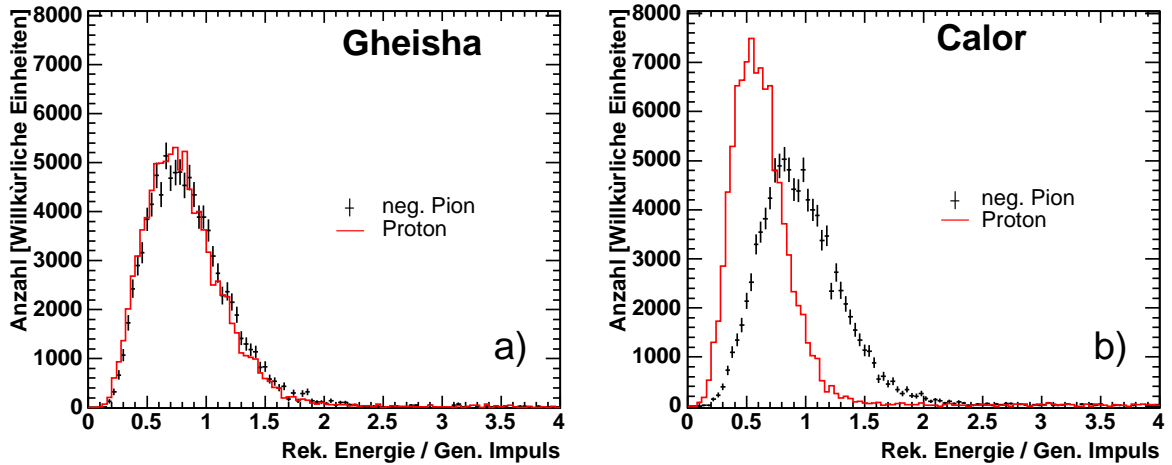 Gheisha
Anzahl [Willkùrliche Einheiten]
8000
7000
6000
5000
4000
3000
2000
1000
0
neg. Pion
Proton
a)
0 0.5 1 1.5 2 2.5 3 3.5 4
Rek. Energie / Gen. Impuls
Calor
Anzahl [Willkùrliche Einheiten]
8000
7000
6000
5000
4000
3000
2000
1000
0
neg. Pion
Proton
b)
0 0.5 1 1.5 2 2.5 3 3.5 4
Rek. Energie / Gen. Impuls